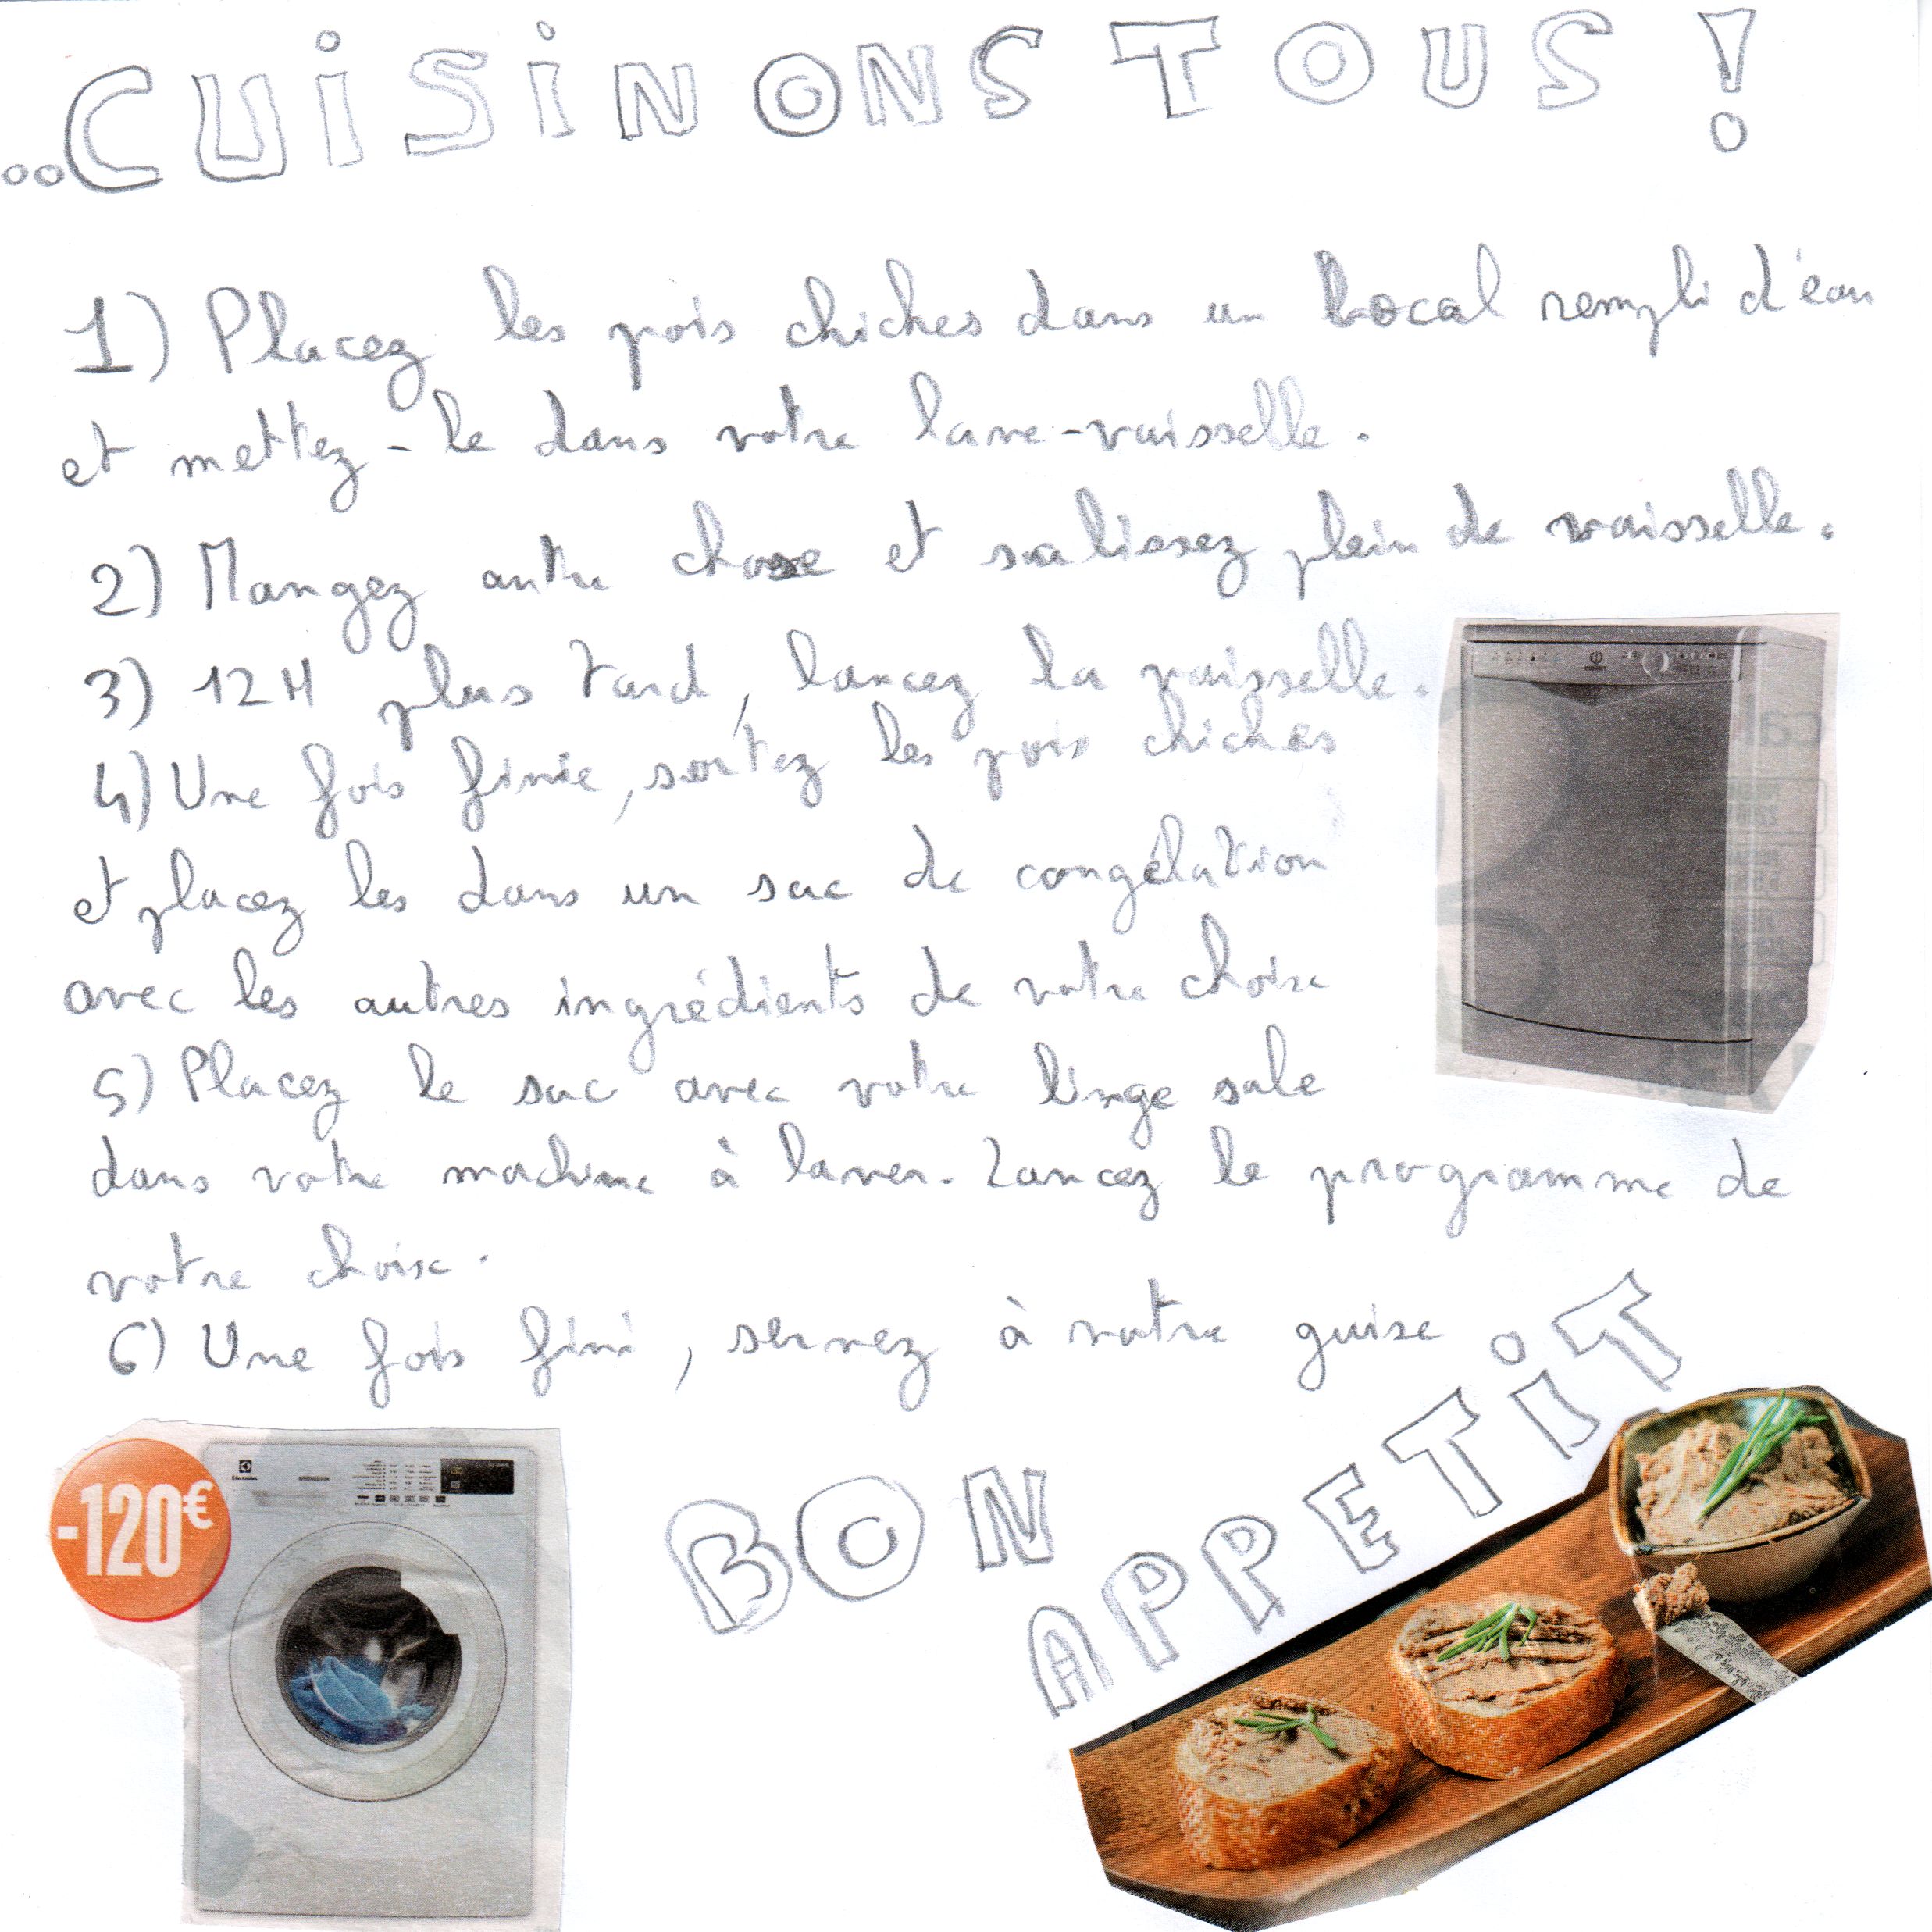 ..CUISINONS TOUS !
1) Placez les pois chiches dans un bocal rempli d'eau
et mettez-le dans votre lave-vaisselle.
2) Mangez autre chose et salissez plein de vaisselle.
3) 12H plus tard, lancez la vaisselle.
4) Une fois finie, sortez les pois chiches
et placez les dans un sac de congélation
avec les autres ingrédients de votre choix
5) Placez le sac avec votre linge sale
dans votre machine à laver. Lancez le programme de
votre choix.
6) Une fois fini, servez à votre guise
BON
APPETIT
-120€
Electrolux